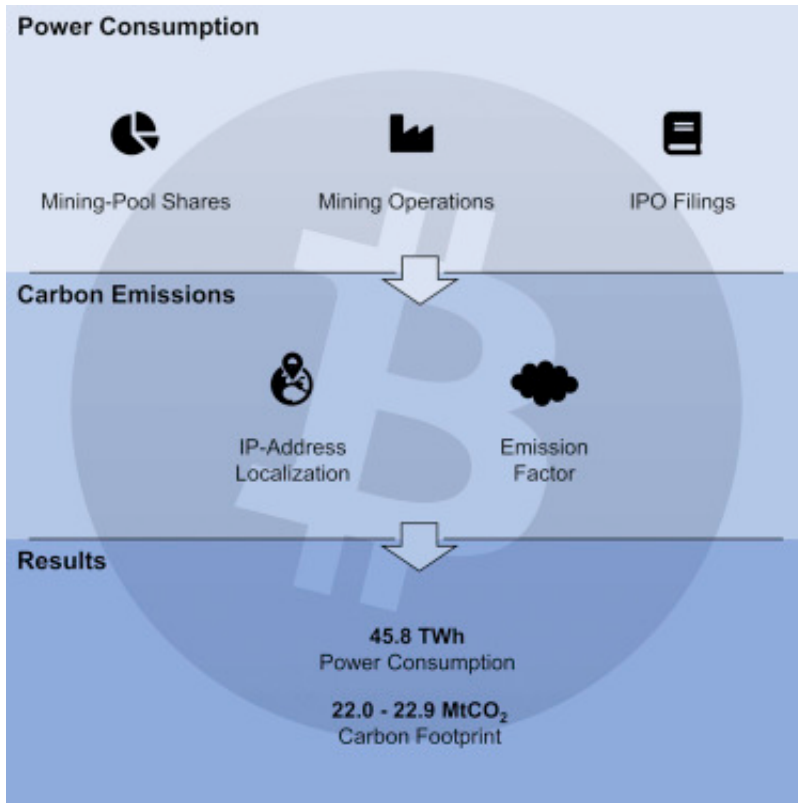 Power Consumption
Mining-Pool Shares
Mining Operations
IPO Filings
Carbon Emissions
IP-Address
Localization
Emission
Factor
Results
45.8 TWh
Power Consumption
22.0 - 22.9 MtCO₂
Carbon Footprint